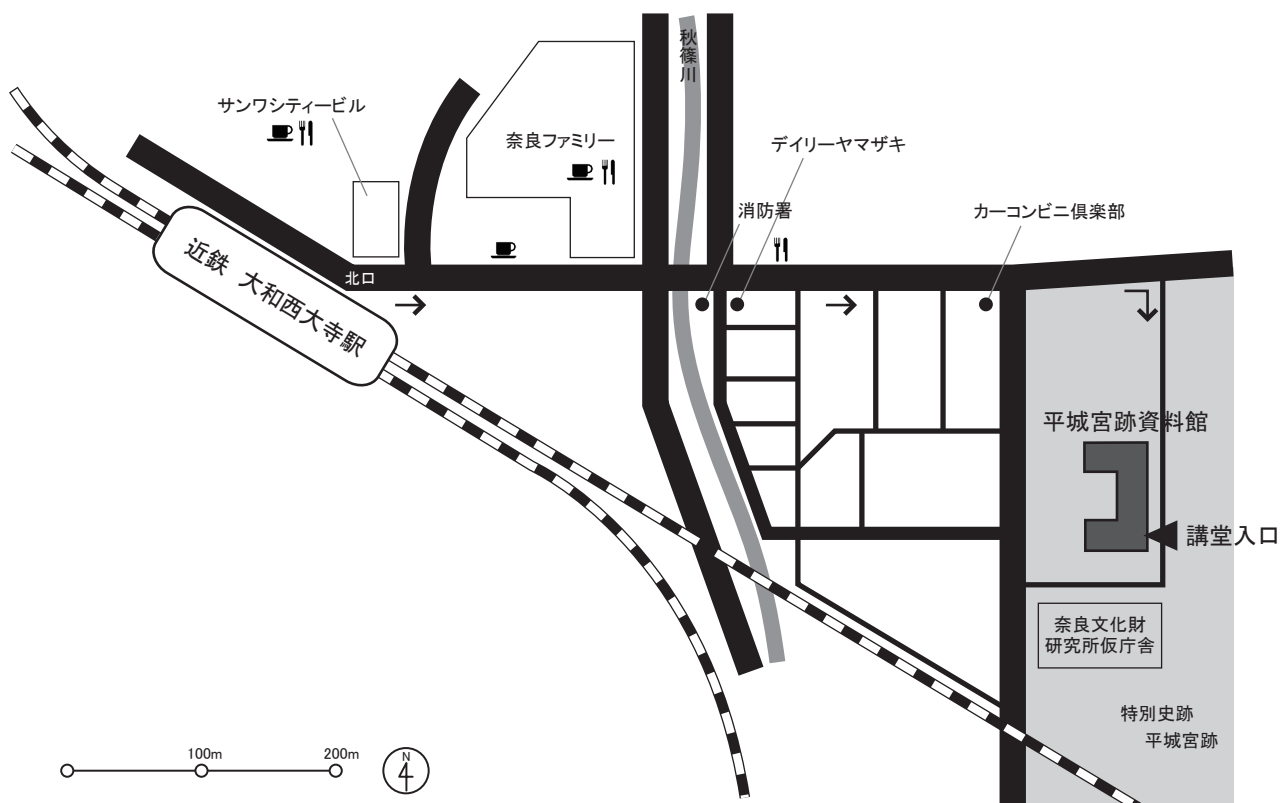 秋篠川
サンワシティービル
奈良ファミリー
デイリーヤマザキ
消防署
カーコンビニ倶楽部
北口
近鉄 大和西大寺駅
平城宮跡資料館
講堂入口
奈良文化財
研究所仮庁舎
特別史跡
平城宮跡
100m
200m
N